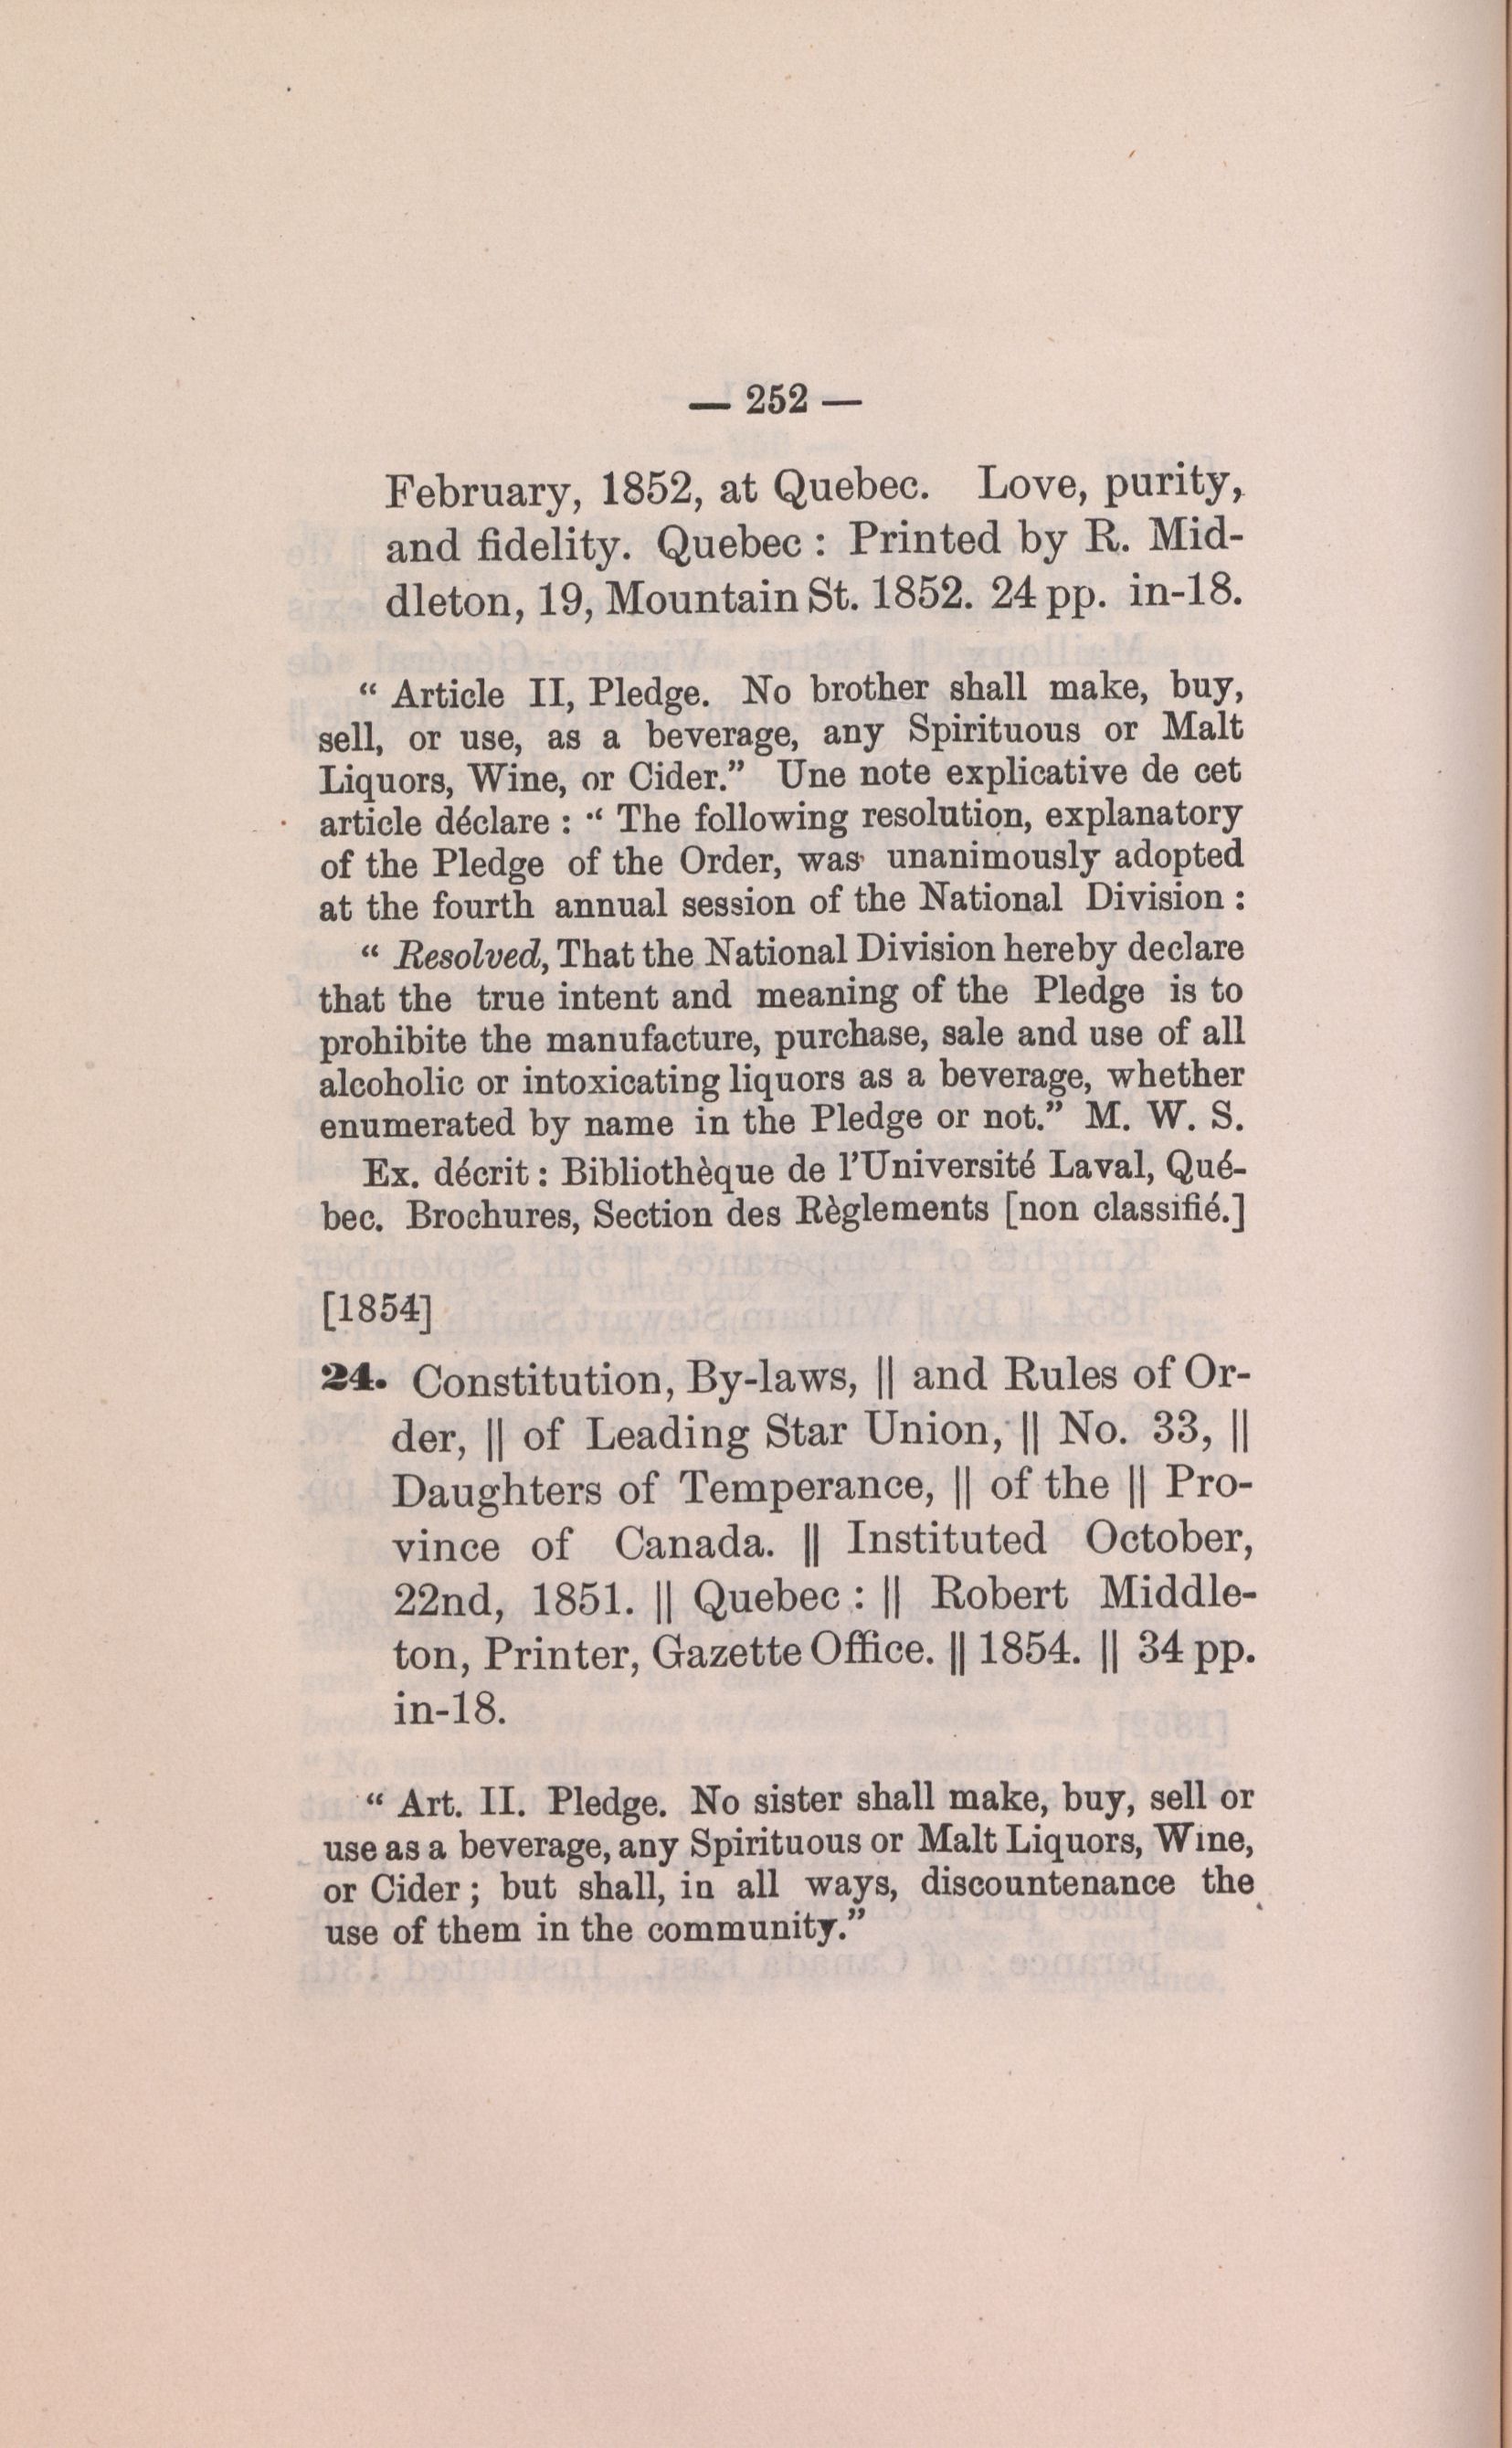 — 252 —
February, 1852, at Quebec. Love, purity,
and fidelity. Quebec : Printed by R. Mid-
dleton, 19, Mountain St. 1852. 24 pp. in-18.
“ Article II, Pledge. No brother shall make, buy,
sell, or use, as a beverage, any Spirituous or Malt
Liquors, Wine, or Cider.” Une note explicative de cet
article déclare : “ The following resolution, explanatory
of the Pledge of the Order, was unanimously adopted
at the fourth annual session of the National Division :
“ Resolved, That the National Division hereby declare
that the true intent and meaning of the Pledge is to
prohibite the manufacture, purchase, sale and use of all
alcoholic or intoxicating liquors as a beverage, whether
enumerated by name in the Pledge or not.” M. W. S.
Ex. décrit : Bibliothèque de l’Université Laval, Qué-
bec. Brochures, Section des Règlements [non classifié.]
[1854]
24. Constitution, By-laws, || and Rules of Or-
der, || of Leading Star Union, || No. 33, ||
Daughters of Temperance, || of the || Pro-
vince of Canada. || Instituted October,
22nd, 1851. || Quebec : || Robert Middle-
ton, Printer, Gazette Office. || 1854. || 34 pp.
in-18.
“ Art. II. Pledge. No sister shall make, buy, sell or
use as a beverage, any Spirituous or Malt Liquors, Wine,
or Cider ; but shall, in all ways, discountenance the
use of them in the community.”